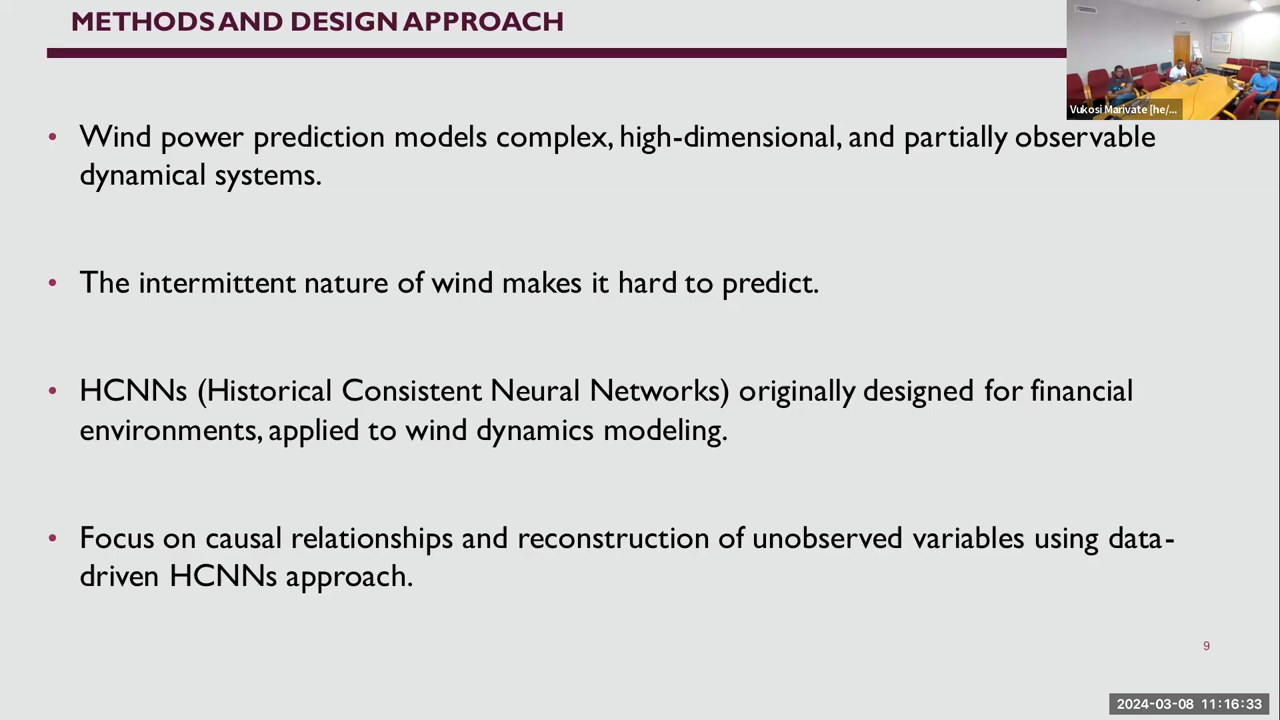 METHODS AND DESIGN APPROACH
Vukosi Marivate [he/...
• Wind power prediction models complex, high-dimensional, and partially observable
dynamical systems.
• The intermittent nature of wind makes it hard to predict.
• HCNNs (Historical Consistent Neural Networks) originally designed for financial
environments, applied to wind dynamics modeling.
• Focus on causal relationships and reconstruction of unobserved variables using data-
driven HCNNs approach.
9
2024-03-08 11:16:33